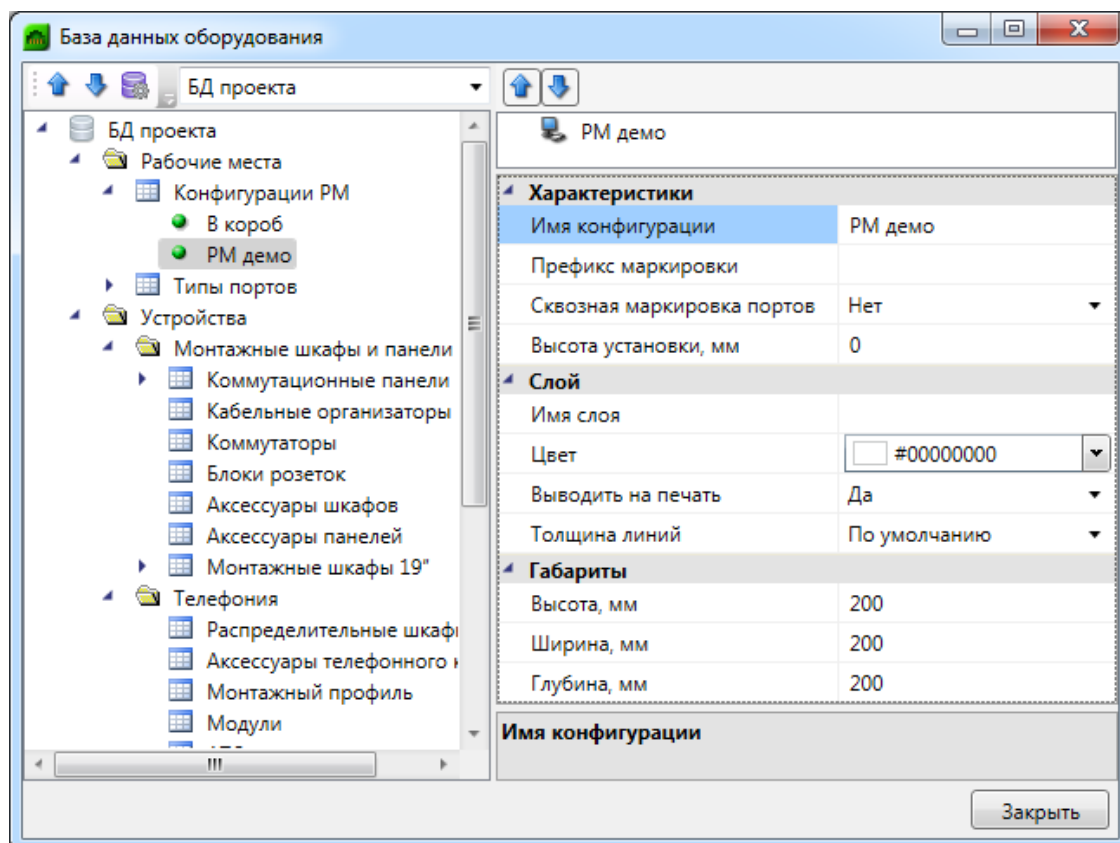 База данных оборудования
БД проекта
БД проекта
Рабочие места
Конфигурации РМ
В короб
РМ демо
Типы портов
Устройства
Монтажные шкафы и панели
Коммутационные панели
Кабельные организаторы
Коммутаторы
Блоки розеток
Аксессуары шкафов
Аксессуары панелей
Монтажные шкафы 19"
Телефония
Распределительные
Аксессуары телефонного
Монтажный профиль
Модули
РМ демо
Характеристики
Имя конфигурации РМ демо
Префикс маркировки
Сквозная маркировка портов Нет
Высота установки, мм 0
Слой
Имя слоя
Цвет #00000000
Выводить на печать Да
Толщина линий По умолчанию
Габариты
Высота, мм 200
Ширина, мм 200
Глубина, мм 200
Имя конфигурации
Закрыть